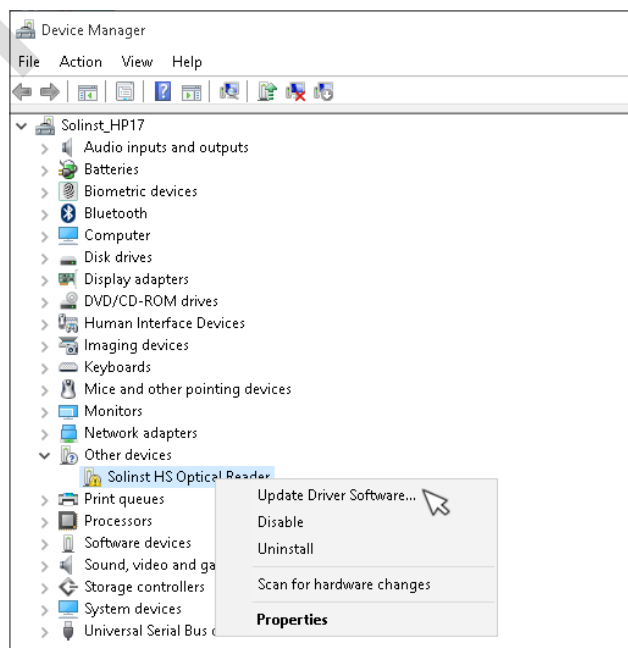 Device Manager
File Action View Help
Solinst_HP17
Audio inputs and outputs
Batteries
Biometric devices
Bluetooth
Computer
Disk drives
Display adapters
DVD/CD-ROM drives
Human Interface Devices
Imaging devices
Keyboards
Mice and other pointing devices
Monitors
Network adapters
Other devices
Solinst HS Optical Reader
Print queues
Processors
Software devices
Sound, video and ga
Storage controllers
System devices
Universal Serial Bus
Update Driver Software...
Disable
Uninstall
Scan for hardware changes
Properties